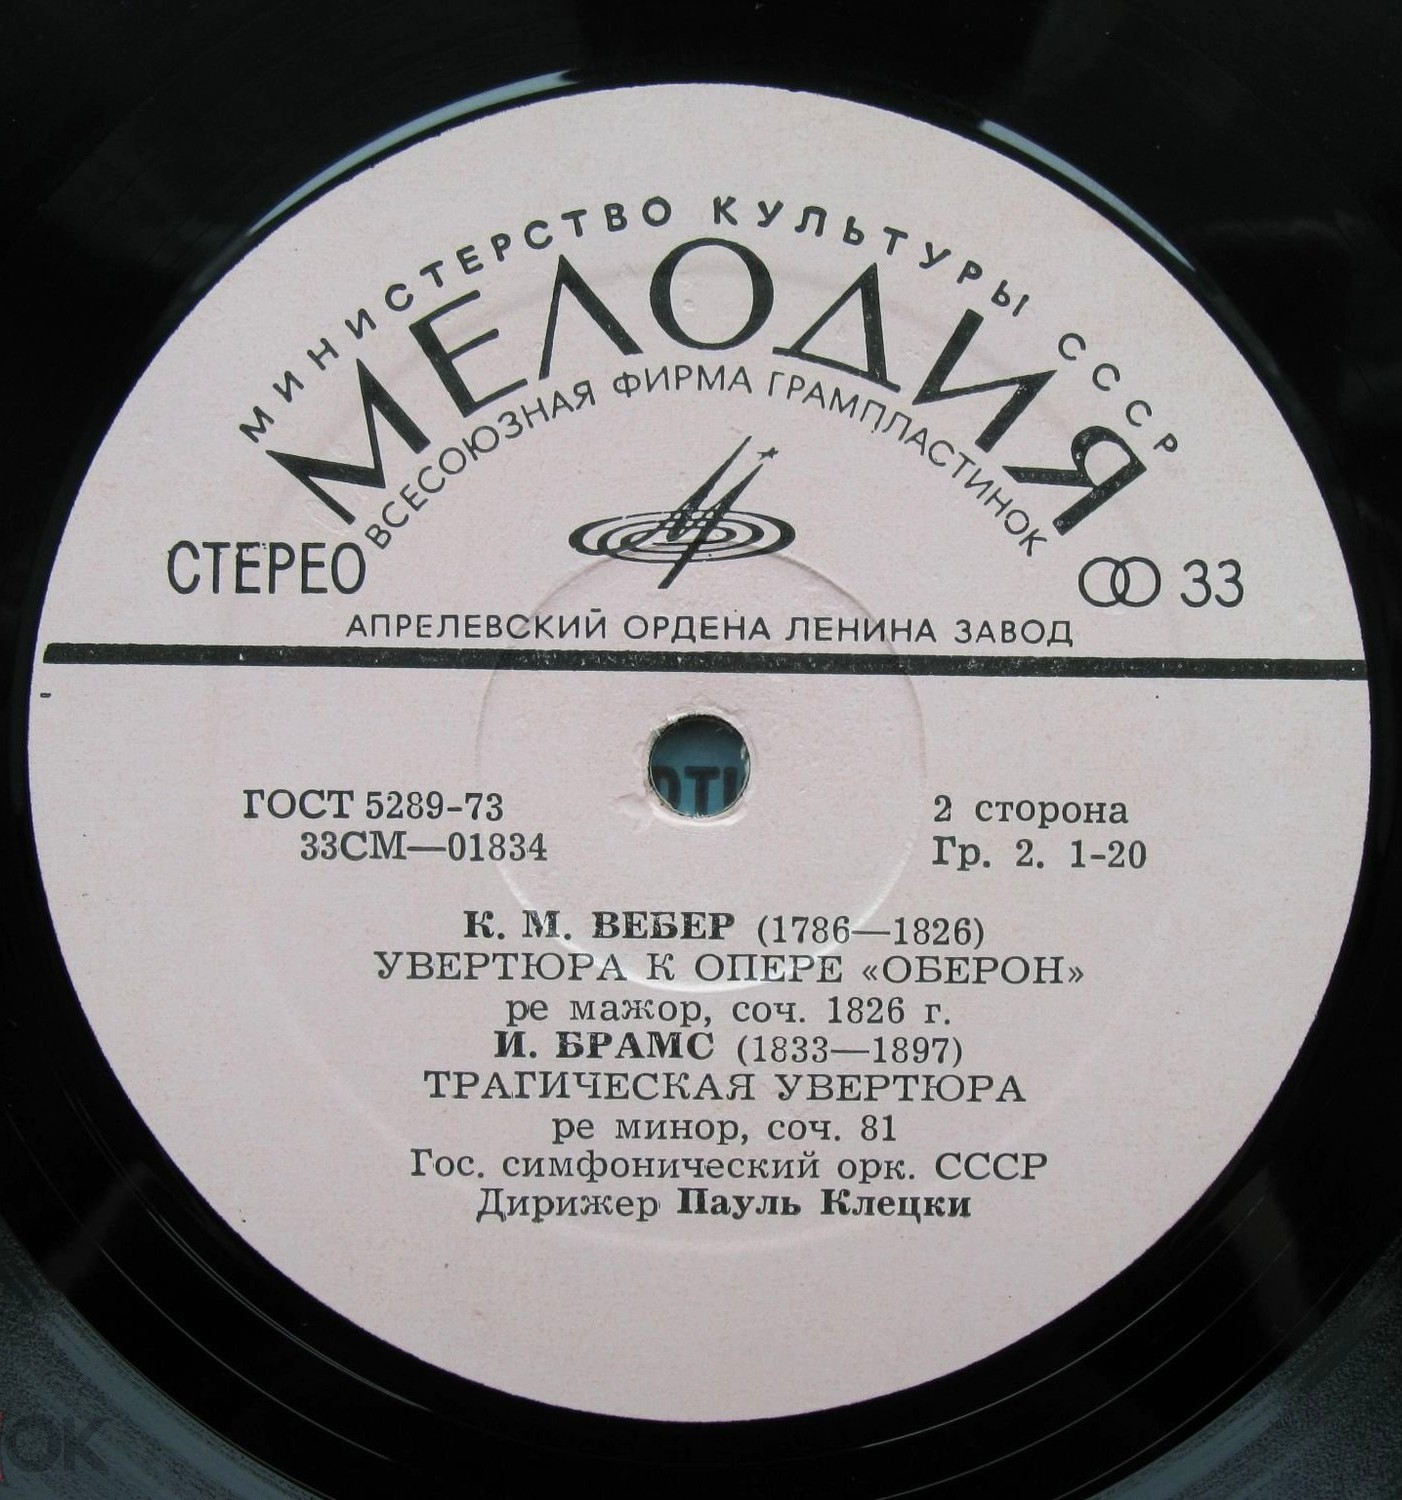 МИНИСТЕРСТВО КУЛЬТУРЫ СССР
МЕЛОДИЯ
ВСЕСОЮЗНАЯ ФИРМА ГРАМПЛАСТИНОК
СТЕРЕО
33
АПРЕЛЕВСКИЙ ОРДЕНА ЛЕНИНА ЗАВОД
ГОСТ 5289-73
33СМ—01834
2 сторона
Гр. 2. 1-20
К. М. ВЕБЕР (1786—1826)
УВЕРТЮРА К ОПЕРЕ «ОБЕРОН»
ре мажор, соч. 1826 г.
И. БРАМС (1833—1897)
ТРАГИЧЕСКАЯ УВЕРТЮРА
ре минор, соч. 81
Гос. симфонический орк. СССР
Дирижер Пауль Клецки